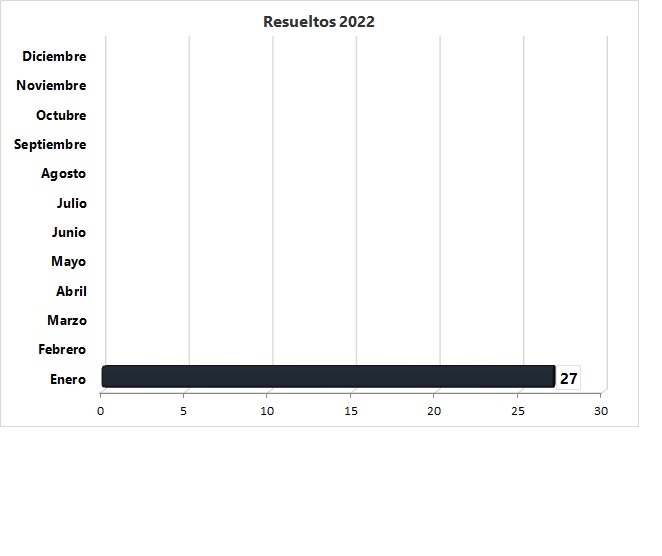 Resueltos 2022
Diciembre
Noviembre
Octubre
Septiembre
Agosto
Julio
Junio
Mayo
Abril
Marzo
Febrero
Enero 27
0 5 10 15 20 25 30